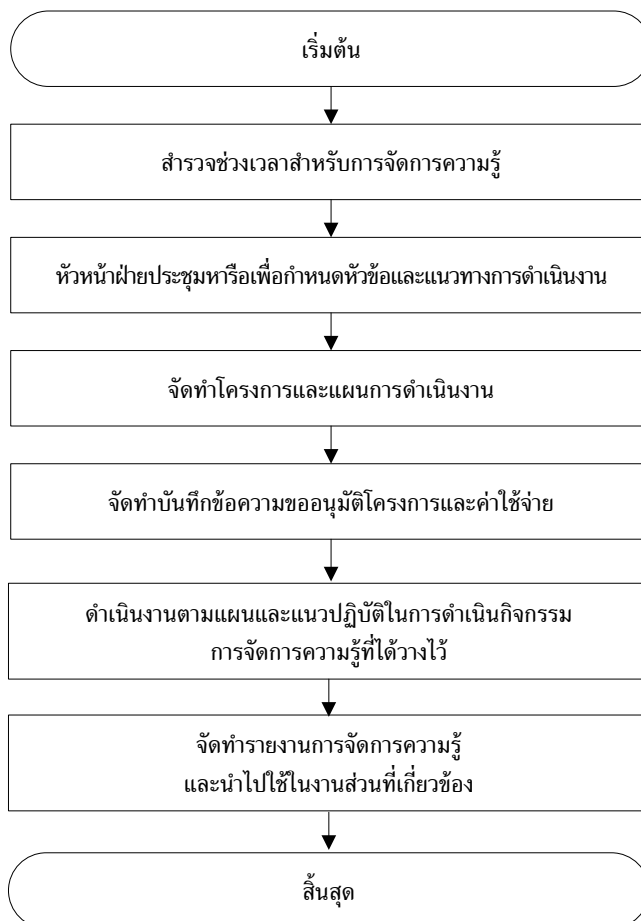 เริ่มต้น
สำรวจช่วงเวลาสำหรับการจัดการความรู้
หัวหน้าฝ่ายประชุมหารือเพื่อกำหนดหัวข้อและแนวทางการดำเนินงาน
จัดทำโครงการและแผนการดำเนินงาน
จัดทำบันทึกข้อความขออนุมัติโครงการและค่าใช้จ่าย
ดำเนินงานตามแผนและแนวปฏิบัติในการดำเนินกิจกรรม
การจัดการความรู้ที่ได้วางไว้
จัดทำรายงานการจัดการความรู้
และนำไปใช้ในงานส่วนที่เกี่ยวข้อง
สิ้นสุด